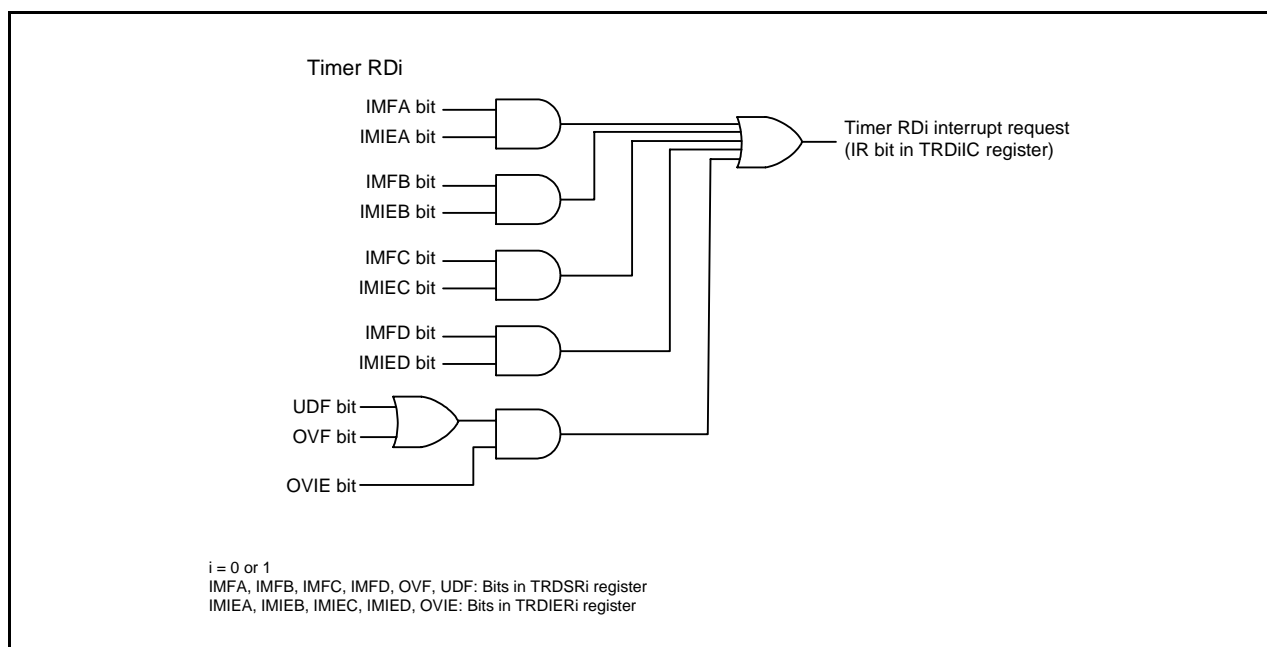 Timer RDi
IMFA bit
IMIEA bit
Timer RDi interrupt request
(IR bit in TRDiIC register)
IMFB bit
IMIEB bit
IMFC bit
IMIEC bit
IMFD bit
IMIED bit
UDF bit
OVF bit
OVIE bit
i = 0 or 1
IMFA, IMFB, IMFC, IMFD, OVF, UDF: Bits in TRDSRi register
IMIEA, IMIEB, IMIEC, IMIED, OVIE: Bits in TRDIERi register